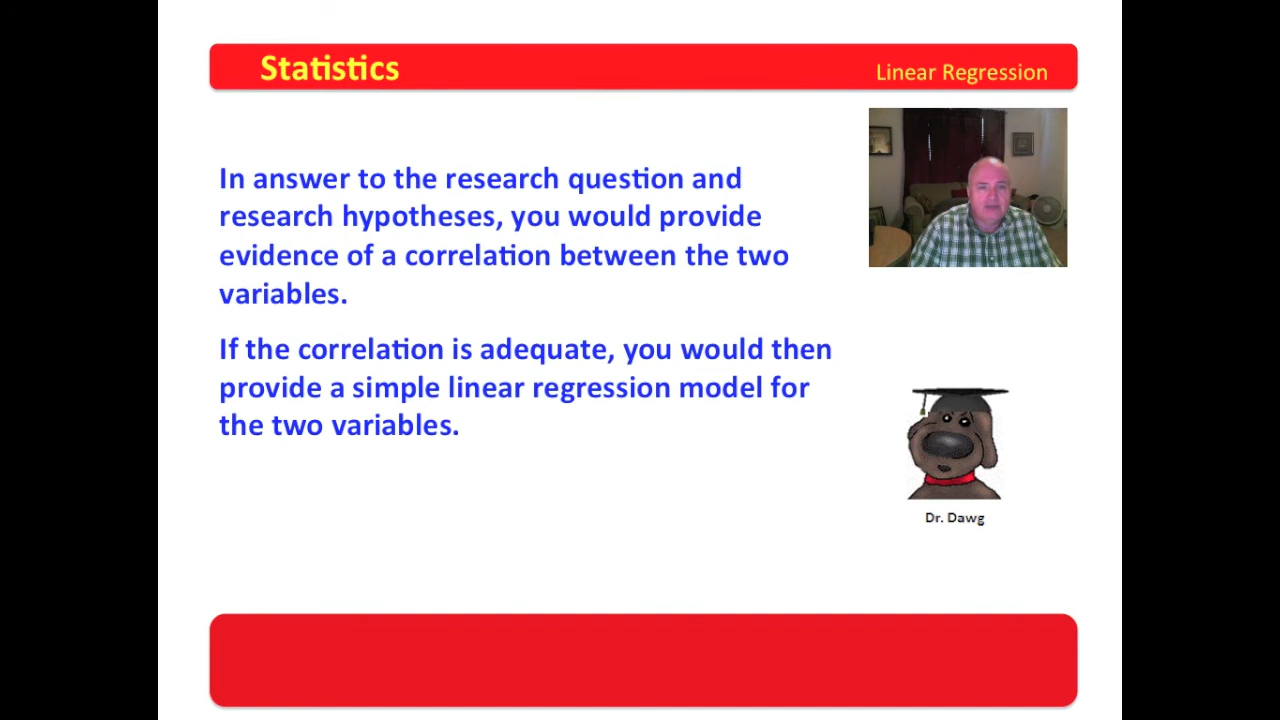 Statistics
Linear Regression
In answer to the research question and
research hypotheses, you would provide
evidence of a correlation between the two
variables.
If the correlation is adequate, you would then
provide a simple linear regression model for
the two variables.
Dr. Dawg